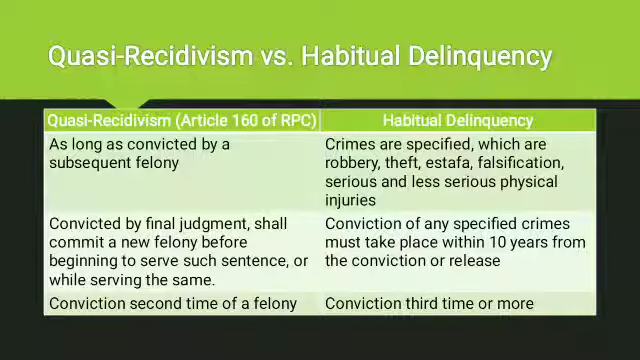 Quasi-Recidivism vs. Habitual Delinquency
Quasi-Recidivism (Article 160 of RPC)
Habitual Delinquency
As long as convicted by a
subsequent felony
Crimes are specified, which are
robbery, theft, estafa, falsification,
serious and less serious physical
injuries
Convicted by final judgment, shall
commit a new felony before
beginning to serve such sentence, or
while serving the same.
Conviction of any specified crimes
must take place within 10 years from
the conviction or release
Conviction second time of a felony
Conviction third time or more